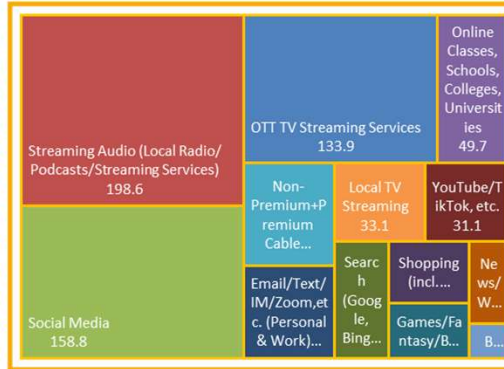 Streaming Audio (Local Radio/
Podcasts/Streaming Services)
198.6
Social Media
158.8
OTT TV Streaming Services
133.9
Online
Classes,
Schools,
Colleges,
Universit
ies
49.7
Non-
Premium+P
remium
Cable...
Local TV
Streaming
33.1
YouTube/T
ikTok, etc.
31.1
Email/Text/
IM/Zoom,et
c. (Personal
& Work)...
Searc
h
(Goog
le,
Bing...
Shopping
(incl....
Games/Fa
ntasy/B...
Ne
ws/
W...
B...